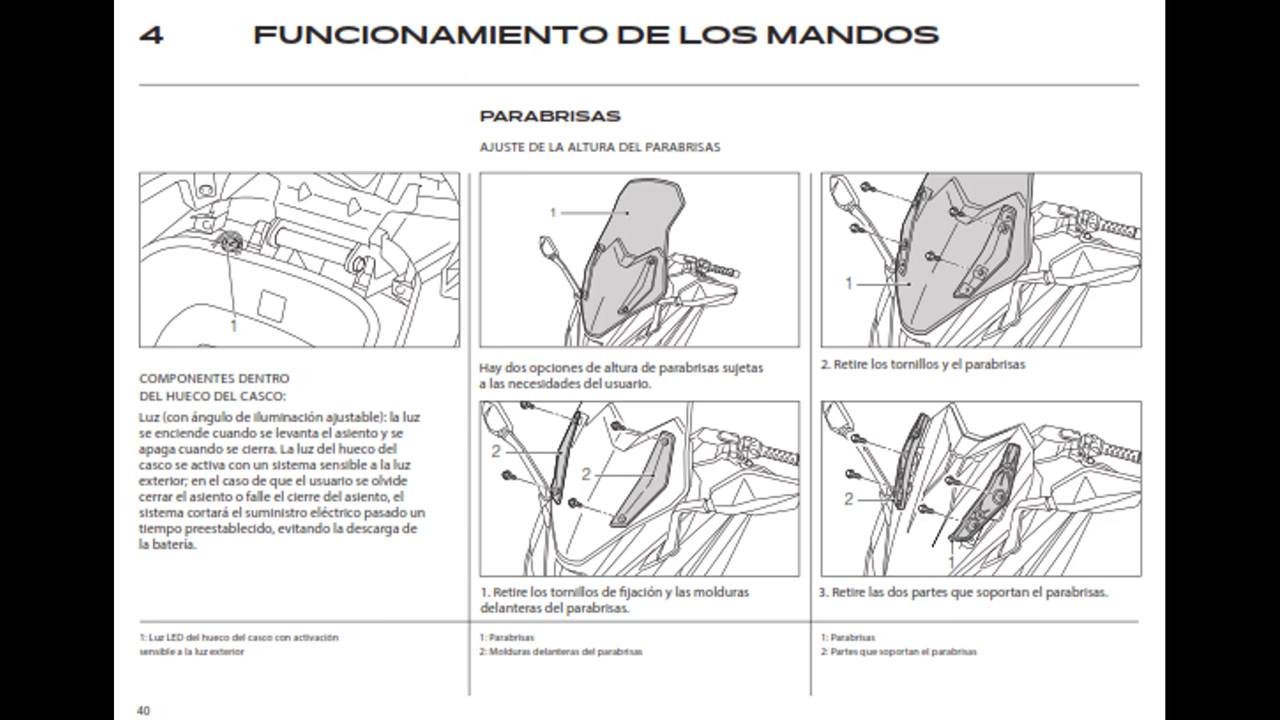 4 FUNCIONAMIENTO DE LOS MANDOS
1
COMPONENTES DENTRO
DEL HUECO DEL CASCO:
Luz (con ángulo de iluminación ajustable): la luz
se enciende cuando se levanta el asiento y se
apaga cuando se cierra. La luz del hueco del
casco se activa con un sistema sensible a la luz
exterior; en el caso de que el usuario se olvide
cerrar el asiento o falle el cierre del asiento, el
sistema cortará el suministro eléctrico pasado un
tiempo preestablecido, evitando la descarga de
la batería.
1: Luz LED del hueco del casco con activación
sensible a la luz exterior
PARABRISAS
AJUSTE DE LA ALTURA DEL PARABRISAS
1
Hay dos opciones de altura de parabrisas sujetas
a las necesidades del usuario.
2
2
1. Retire los tornillos de fijación y las molduras
delanteras del parabrisas.
1: Parabrisas
2: Molduras delanteras del parabrisas
1
2. Retire los tornillos y el parabrisas
2
1
3. Retire las dos partes que soportan el parabrisas.
1: Parabrisas
2: Partes que soportan el parabrisas
40